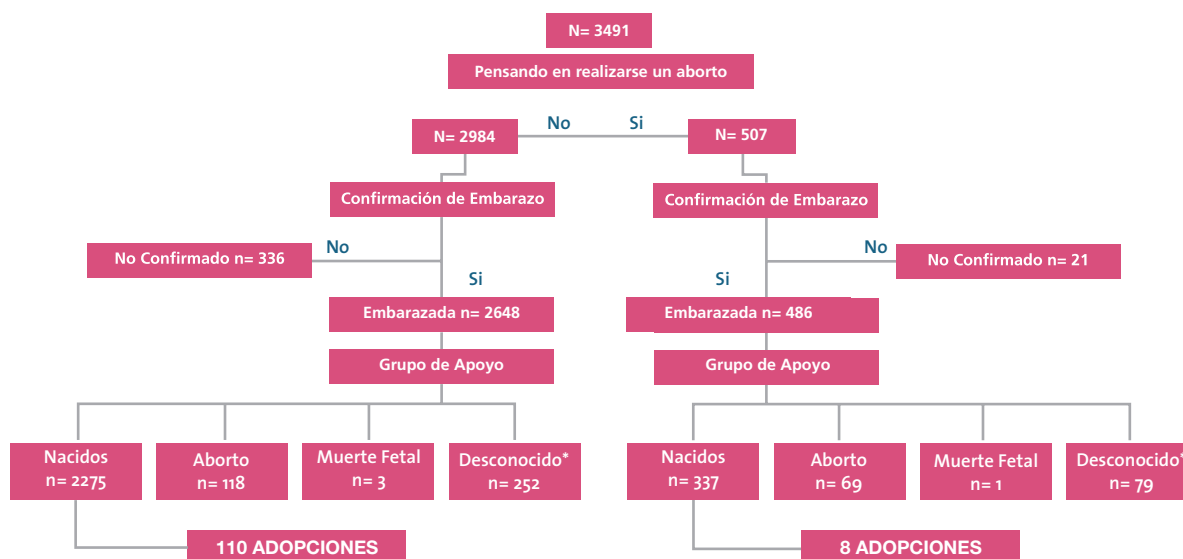 N= 3491
Pensando en realizarse un aborto
No
Si
N= 2984
N= 507
Confirmación de Embarazo
Confirmación de Embarazo
No
No Confirmado n= 336
No
No Confirmado n= 21
Si
Si
Embarazada n= 2648
Embarazada n= 486
Grupo de Apoyo
Grupo de Apoyo
Nacidos
n= 2275
Aborto
n= 118
Muerte Fetal
n= 3
Desconocido*
n= 252
Nacidos
n= 337
Aborto
n= 69
Muerte Fetal
n= 1
Desconocido*
n= 79
110 ADOPCIONES
8 ADOPCIONES